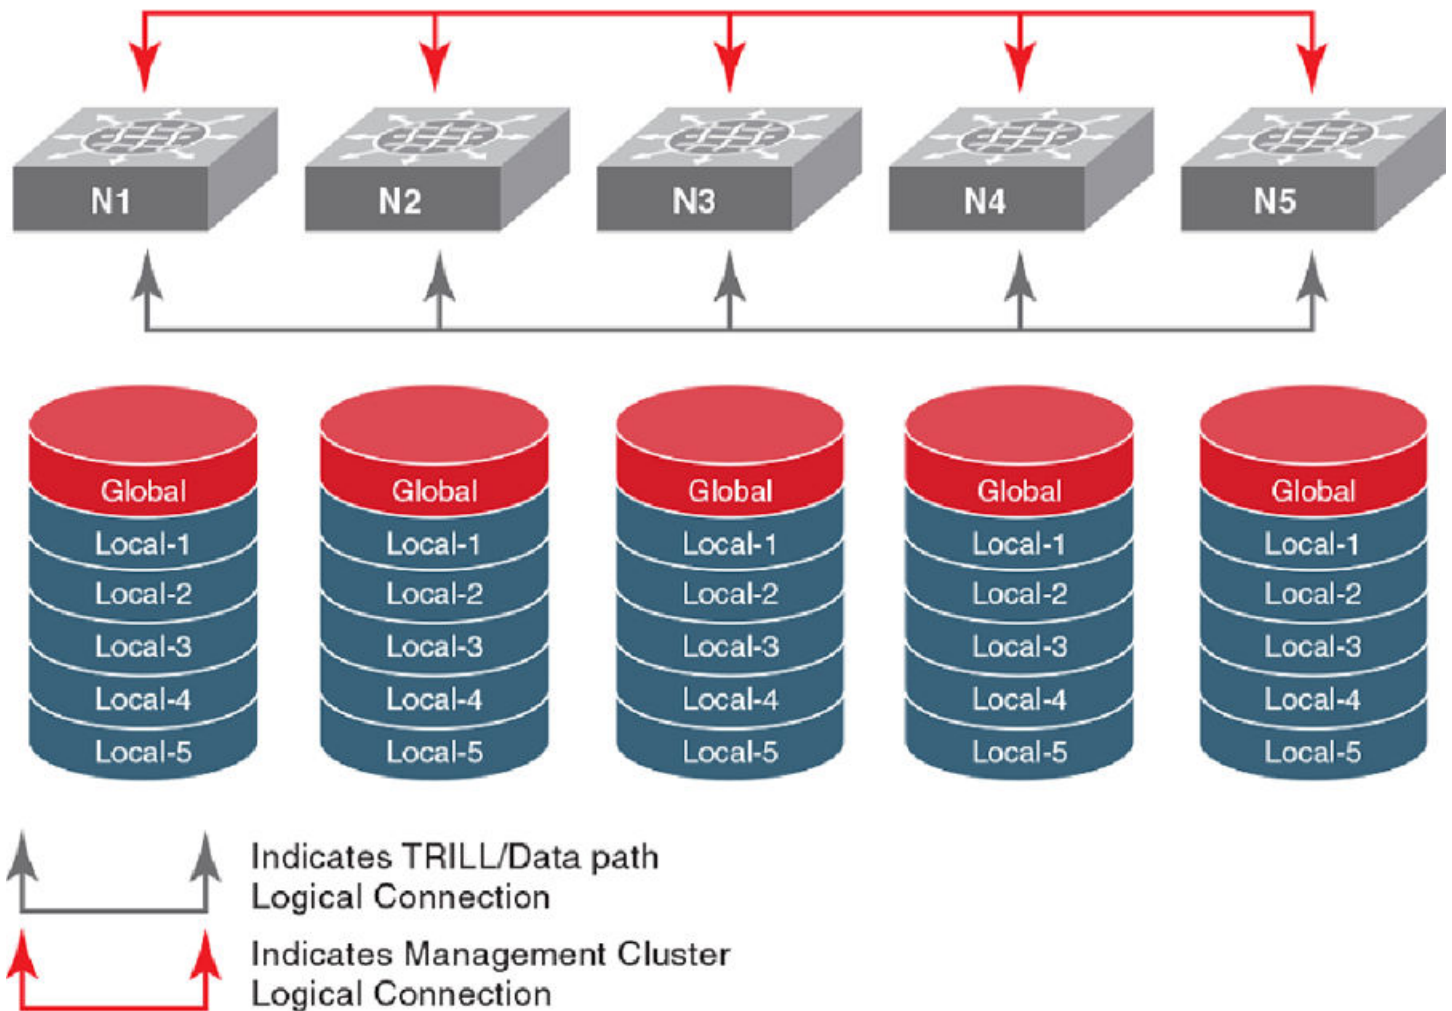 N1 N2 N3 N4 N5
Global Global Global Global Global
Local-1 Local-1 Local-1 Local-1 Local-1
Local-2 Local-2 Local-2 Local-2 Local-2
Local-3 Local-3 Local-3 Local-3 Local-3
Local-4 Local-4 Local-4 Local-4 Local-4
Local-5 Local-5 Local-5 Local-5 Local-5
Indicates TRILL/Data path
Logical Connection
Indicates Management Cluster
Logical Connection